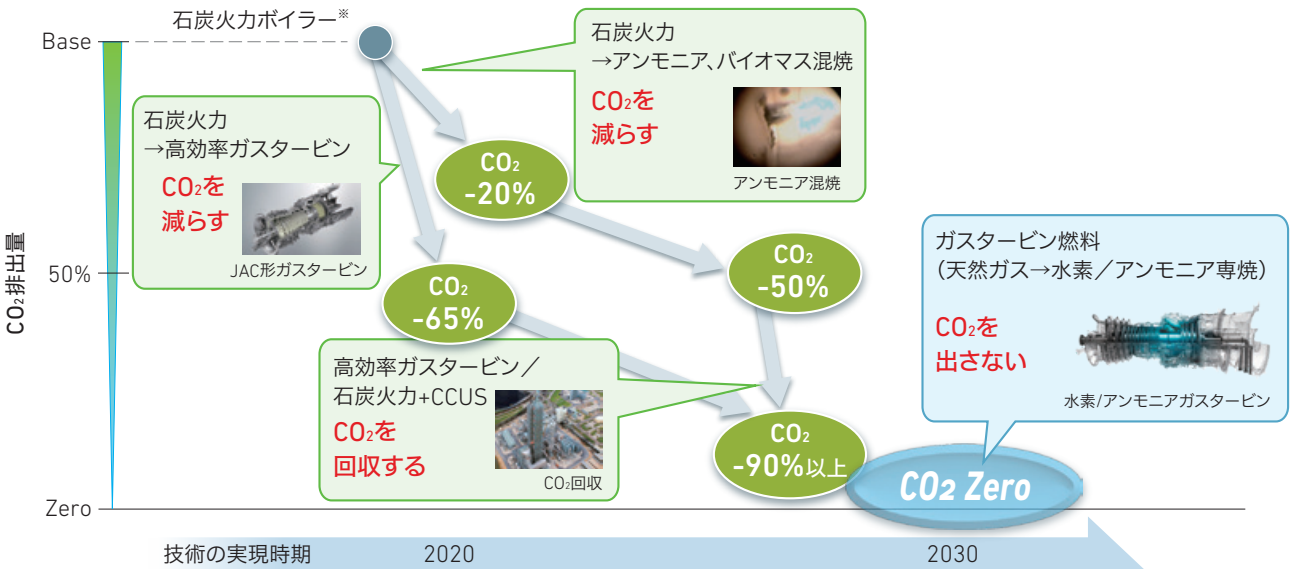 石炭火力ボイラー※
Base
50%
Zero
CO₂排出量
石炭火力
→アンモニア、バイオマス混焼
CO₂を
減らす
アンモニア混焼
石炭火力
→高効率ガスタービン
CO₂を
減らす
JAC形ガスタービン
CO₂
-20%
CO₂
-65%
CO₂
-50%
高効率ガスタービン／
石炭火力+CCUS
CO₂を
回収する
CO₂回収
CO₂
-90%以上
ガスタービン燃料
（天然ガス→水素／アンモニア専焼）
CO₂を
出さない
水素/アンモニアガスタービン
CO₂ Zero
技術の実現時期
2020
2030